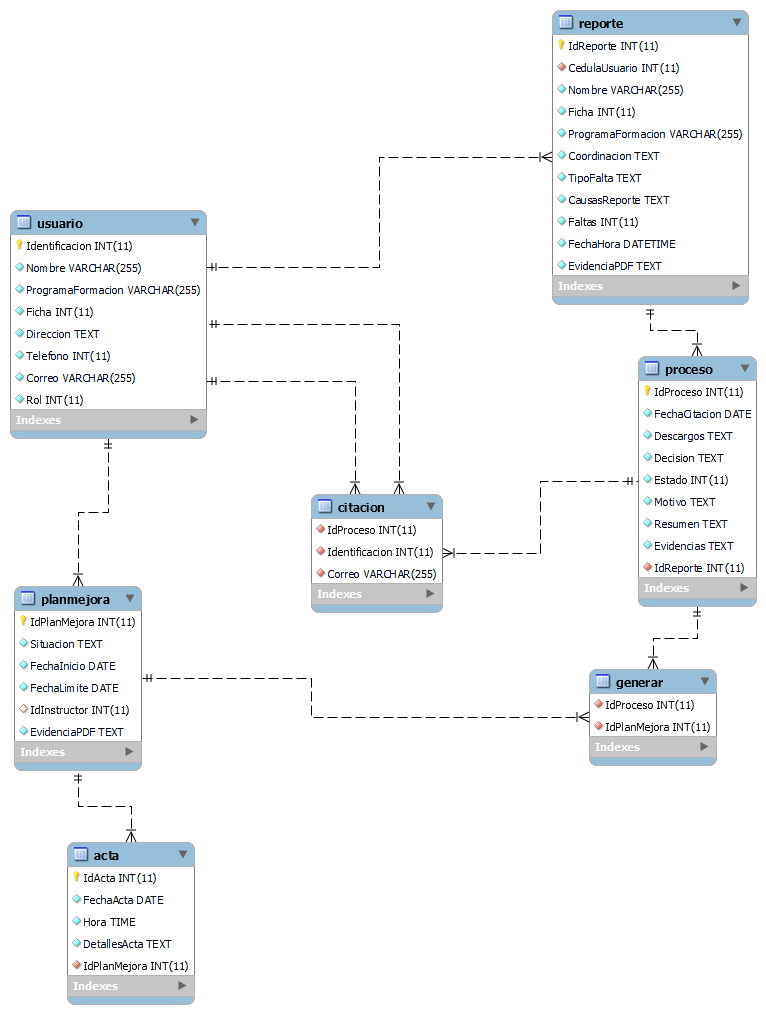 reporte
IdReporte INT(11)
CedulaUsuario INT(11)
Nombre VARCHAR(255)
Ficha INT(11)
ProgramaFormacion VARCHAR(255)
Coordinacion TEXT
TipoFalta TEXT
CausasReporte TEXT
Faltas INT(11)
FechaHora DATETIME
EvidenciaPDF TEXT
Indexes
usuario
Identificacion INT(11)
Nombre VARCHAR(255)
ProgramaFormacion VARCHAR(255)
Ficha INT(11)
Direccion TEXT
Telefono INT(11)
Correo VARCHAR(255)
Rol INT(11)
Indexes
proceso
IdProceso INT(11)
FechaCitacion DATE
Descargos TEXT
Decision TEXT
Estado INT(11)
Motivo TEXT
Resumen TEXT
Evidencias TEXT
IdReporte INT(11)
Indexes
citacion
IdProceso INT(11)
Identificacion INT(11)
Correo VARCHAR(255)
Indexes
planmejora
IdPlanMejora INT(11)
Situacion TEXT
FechaInicio DATE
FechaLimite DATE
IdInstructor INT(11)
EvidenciaPDF TEXT
Indexes
generar
IdProceso INT(11)
IdPlanMejora INT(11)
Indexes
acta
IdActa INT(11)
FechaActa DATE
Hora TIME
DetallesActa TEXT
IdPlanMejora INT(11)
Indexes